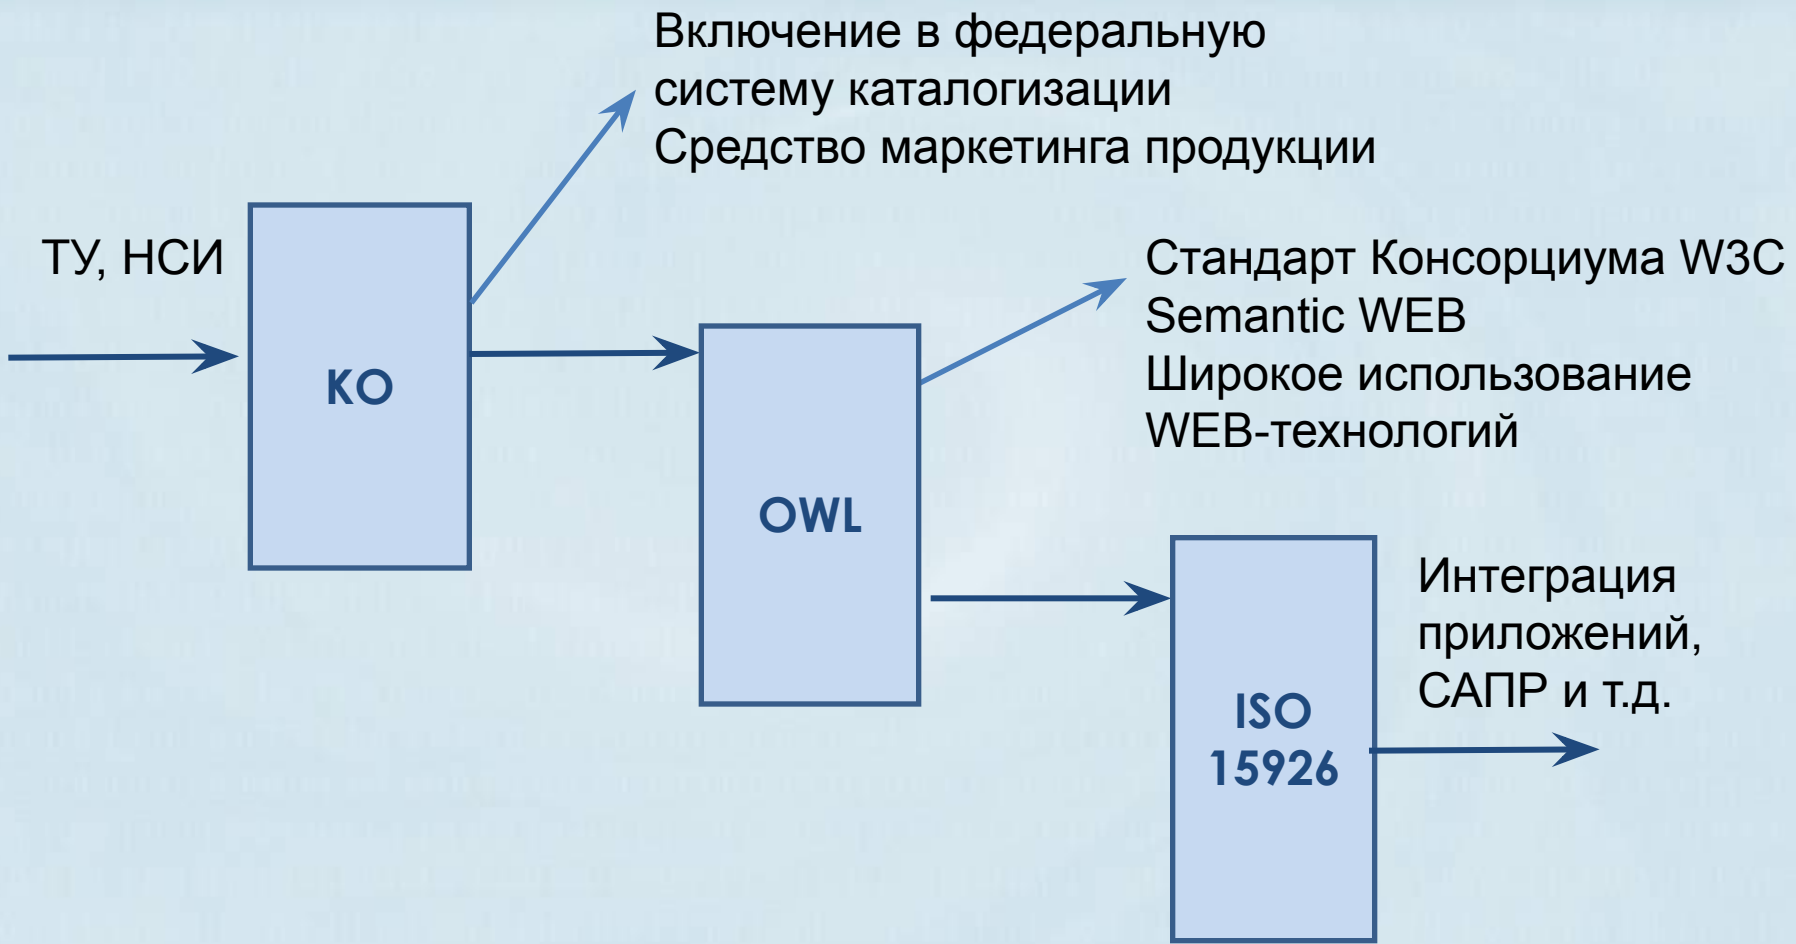 Включение в федеральную
систему каталогизации
Средство маркетинга продукции
ТУ, НСИ
КО
Стандарт Консорциума W3C
Semantic WEB
Широкое использование
WEB-технологий
OWL
Интеграция
приложений,
САПР и т.д.
ISO
15926